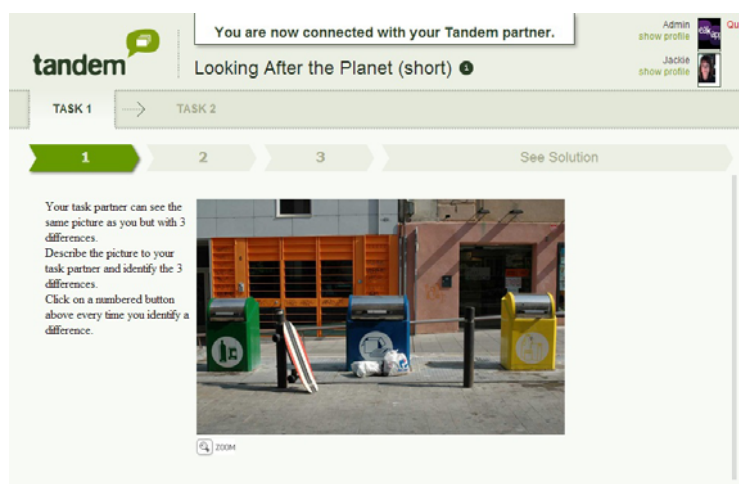 You are now connected with your Tandem partner.
Admin
show profile
Qu
tandem
Looking After the Planet (short) 1
Jackie
show profile
TASK 1
TASK 2
1
2
3
See Solution
Your task partner can see the
same picture as you but with 3
differences.
Describe the picture to your
task partner and identify the 3
differences.
Click on a numbered button
above every time you identify a
difference.
ZOOM